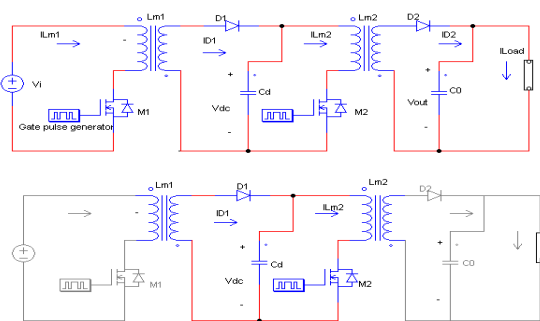 Lm1
D1
Lm2
D2
ILm1
ID1
ILm2
ID2
ILoad
Vi
Cd
C0
M1
Vdc
M2
Vout
Gate pulse generator
Lm1
D1
Lm2
D2
ID1
ILm2
Cd
C0
M1
Vdc
M2